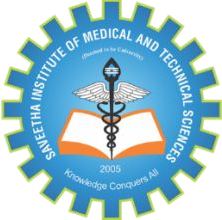 SAVEETHA INSTITUTE OF MEDICAL AND TECHNICAL SCIENCES
(Deemed to be University)
2005
Knowledge Conquers All